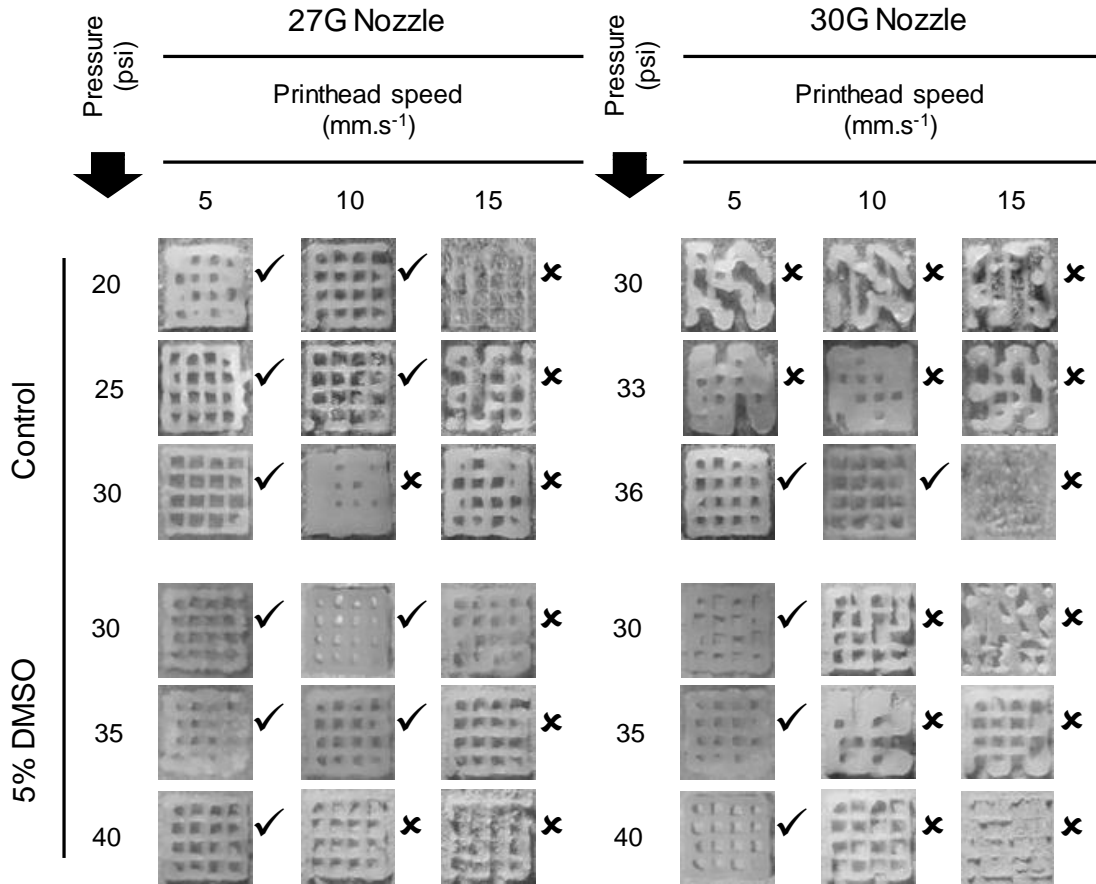 27G Nozzle
30G Nozzle
Pressure
(psi)
Pressure
(psi)
Printhead speed
(mm.s⁻¹)
Printhead speed
(mm.s⁻¹)
5 10 15 5 10 15
Control
20 ✓ ✓ ✘ 30 ✘ ✘ ✘
25 ✓ ✓ ✘ 33 ✘ ✘ ✘
30 ✓ ✘ ✘ 36 ✓ ✓ ✘
5% DMSO
30 ✓ ✓ ✘ 30 ✓ ✘ ✘
35 ✓ ✓ ✘ 35 ✓ ✘ ✘
40 ✓ ✘ ✘ 40 ✓ ✘ ✘